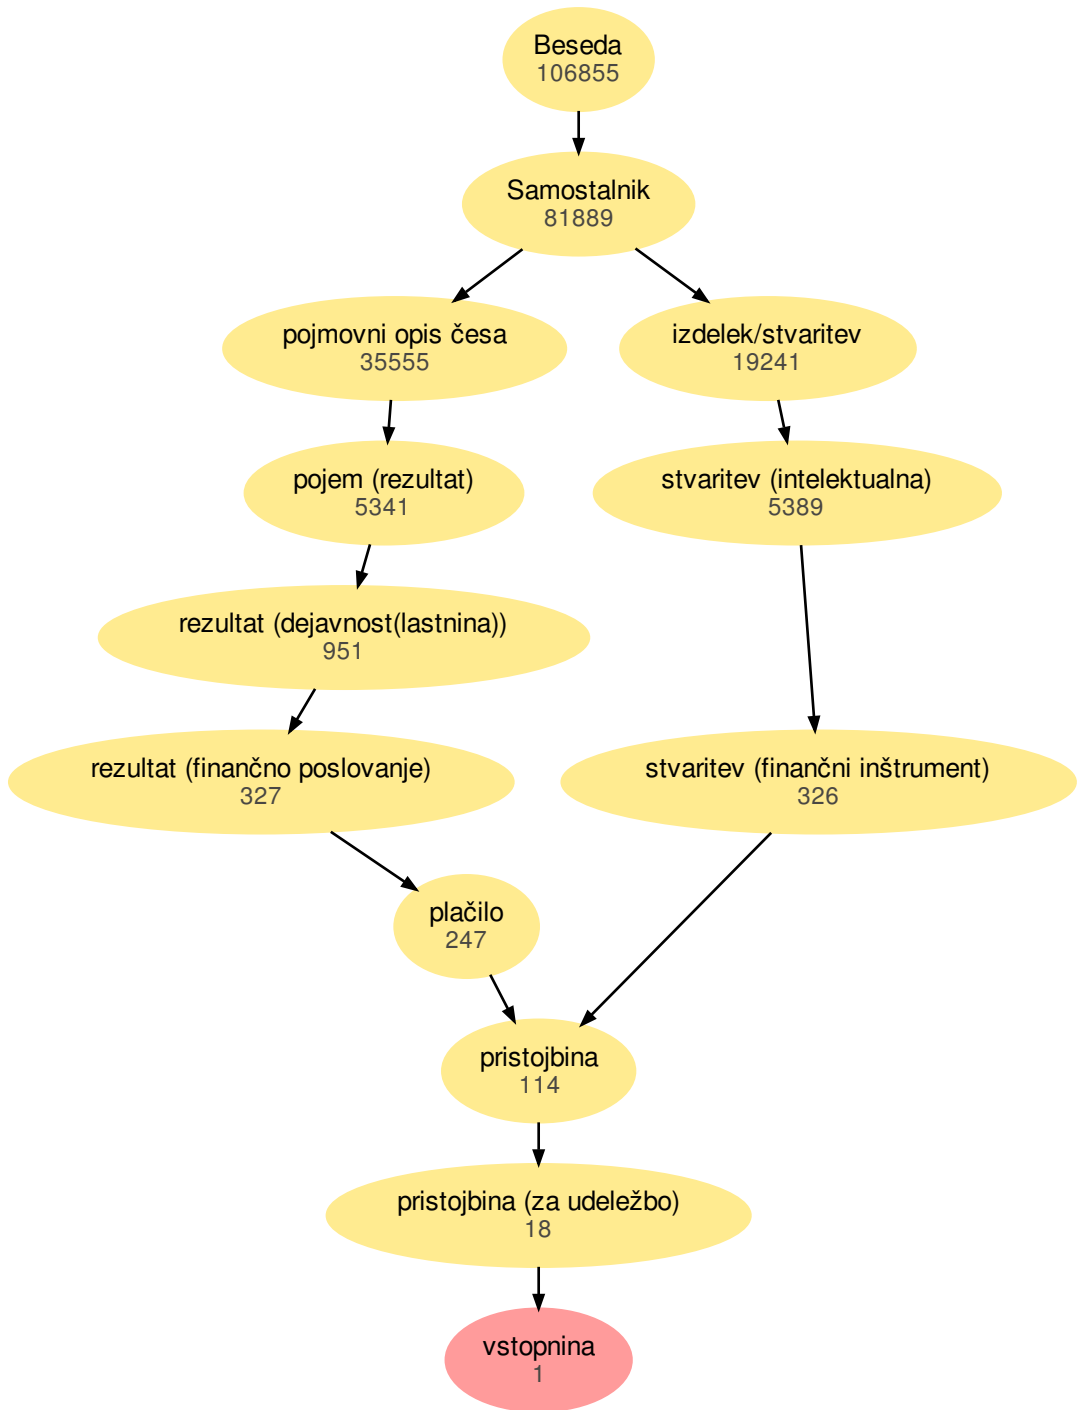 Beseda
106855
Samostalnik
81889
pojmovni opis česa
35555
izdelek/stvaritev
19241
pojem (rezultat)
5341
stvaritev (intelektualna)
5389
rezultat (dejavnost(lastnina))
951
rezultat (finančno poslovanje)
327
stvaritev (finančni inštrument)
326
plačilo
247
pristojbina
114
pristojbina (za udeležbo)
18
vstopnina
1